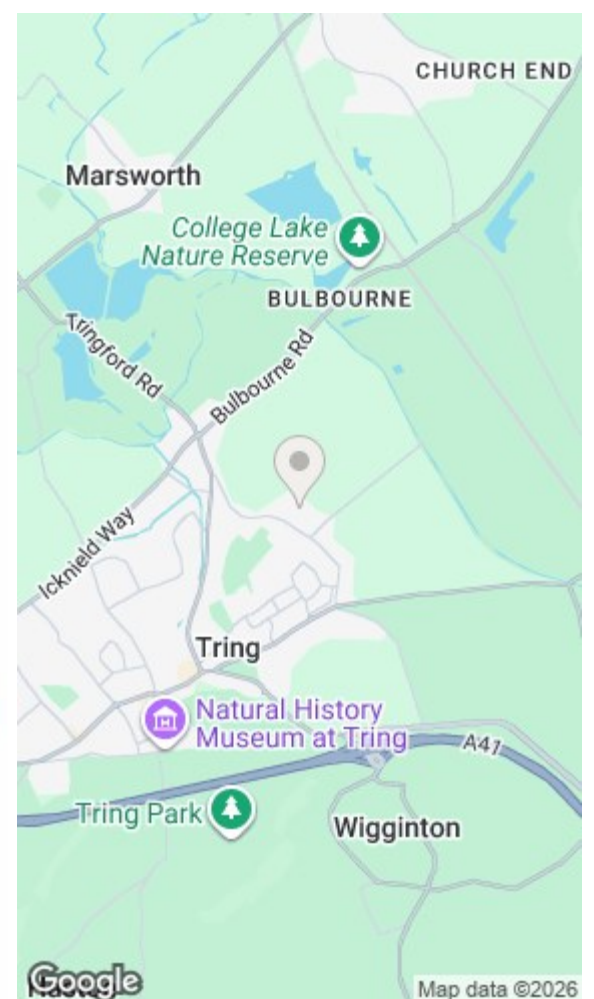 CHURCH END
Marsworth
College Lake
Nature Reserve
BULBOURNE
Tringford Rd
Bulbourne Rd
Icknield Way
Tring
Natural History
Museum at Tring
A41
Tring Park
Wigginton
Google
Map data ©2026